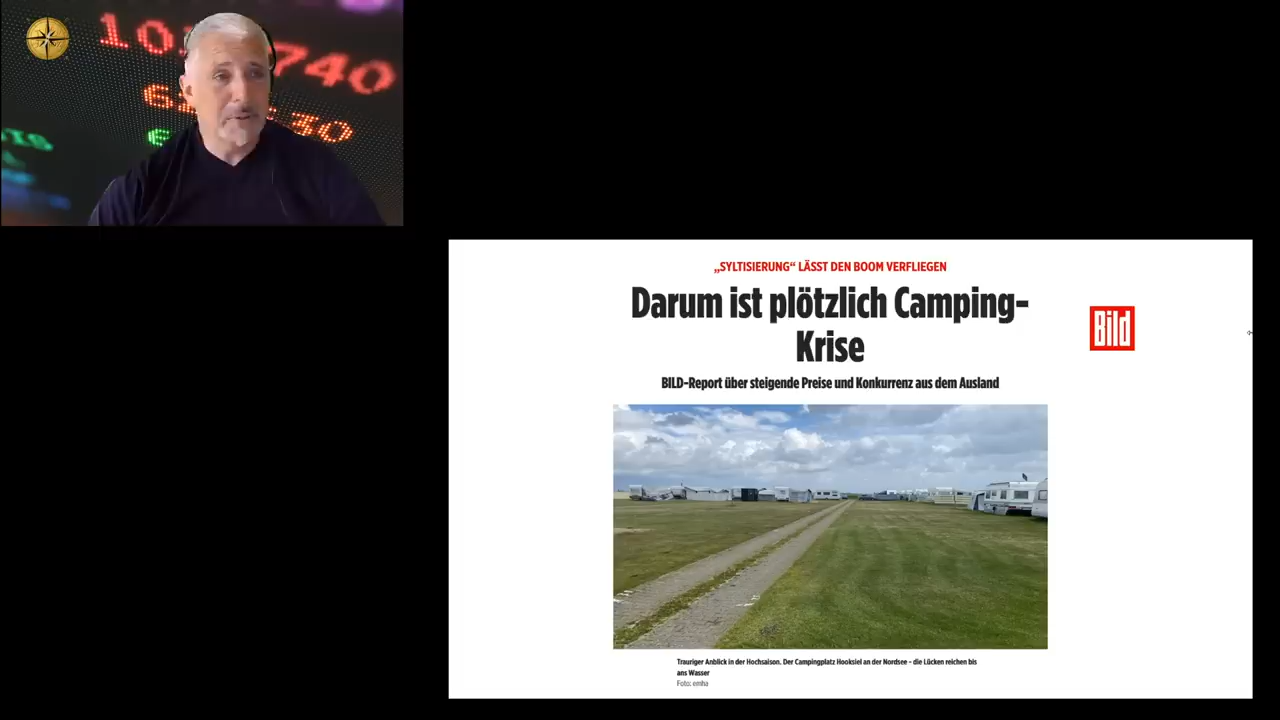 „SYLTISIERUNG“ LÄSST DEN BOOM VERFLIEGEN
Darum ist plötzlich Camping-
Krise
Bild
BILD-Report über steigende Preise und Konkurrenz aus dem Ausland
Trauriger Anblick in der Hochsaison. Der Campingplatz Hooksiel an der Nordsee - die Lücken reichen bis
ans Wasser
Foto: emha